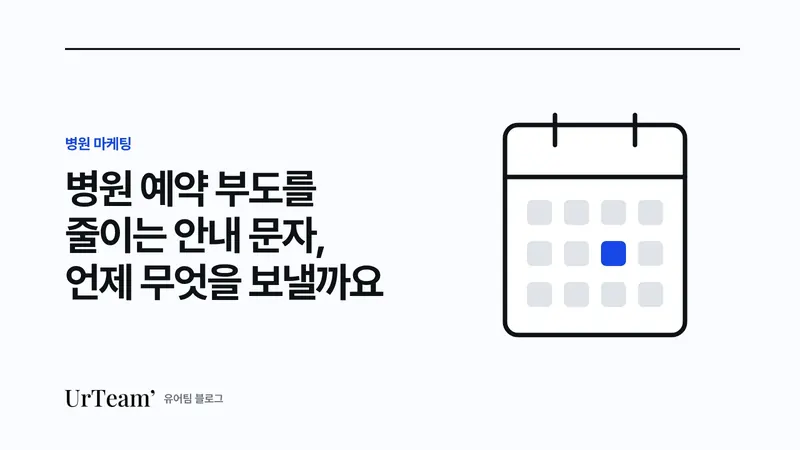 병원 마케팅
병원 예약 부도를
줄이는 안내 문자,
언제 무엇을 보낼까요
UrTeam’ 유어팀 블로그